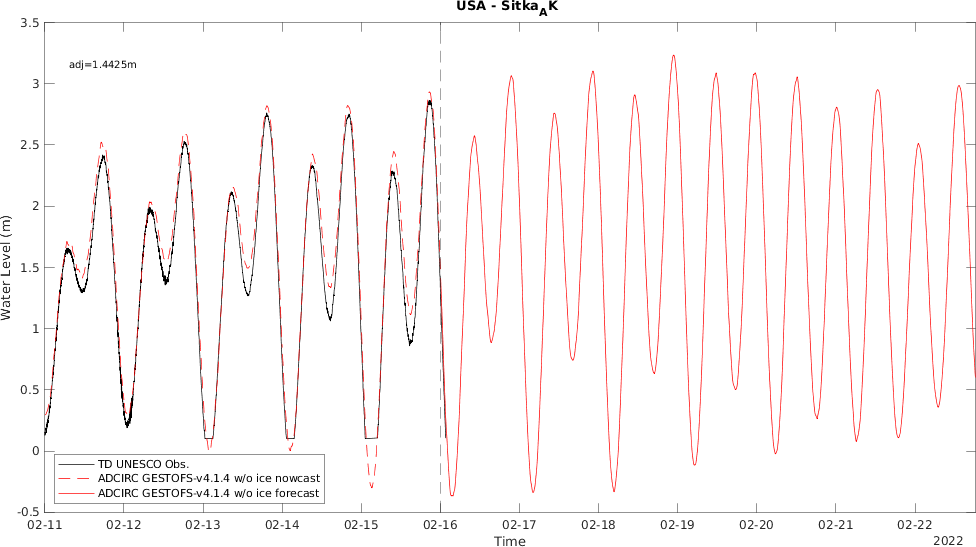 USA - Sitka_AK
adj=1.4425m
3.5
3
2.5
2
1.5
1
0.5
0
-0.5
Water Level (m)
TD UNESCO Obs.
ADCIRC GESTOFS-v4.1.4 w/o ice nowcast
ADCIRC GESTOFS-v4.1.4 w/o ice forecast
02-11 02-12 02-13 02-14 02-15 02-16 02-17 02-18 02-19 02-20 02-21 02-22
Time
2022